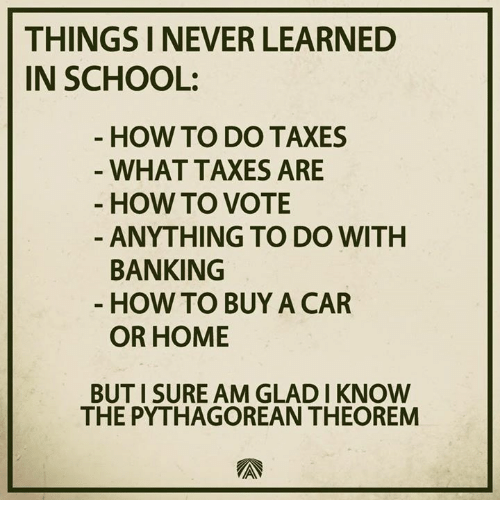 THINGS I NEVER LEARNED
IN SCHOOL:
- HOW TO DO TAXES
- WHAT TAXES ARE
- HOW TO VOTE
- ANYTHING TO DO WITH
BANKING
- HOW TO BUY A CAR
OR HOME
BUT I SURE AM GLAD I KNOW
THE PYTHAGOREAN THEOREM